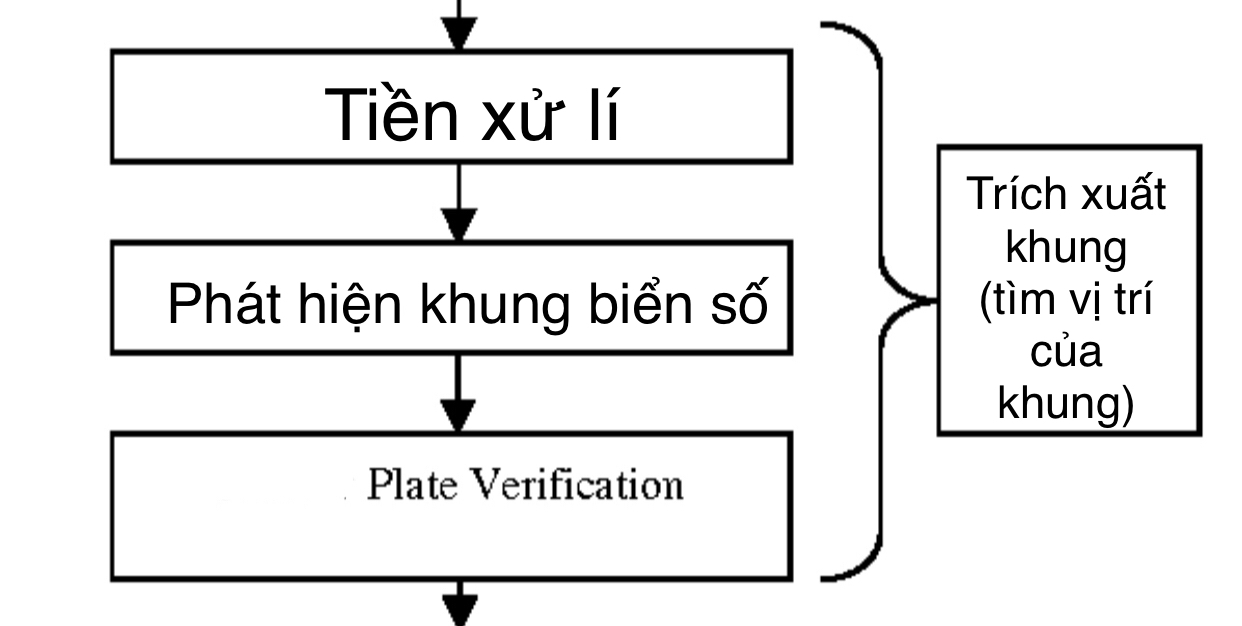 Tiền xử lí
Phát hiện khung biển số
Plate Verification
Trích xuất
khung
(tìm vị trí
của
khung)